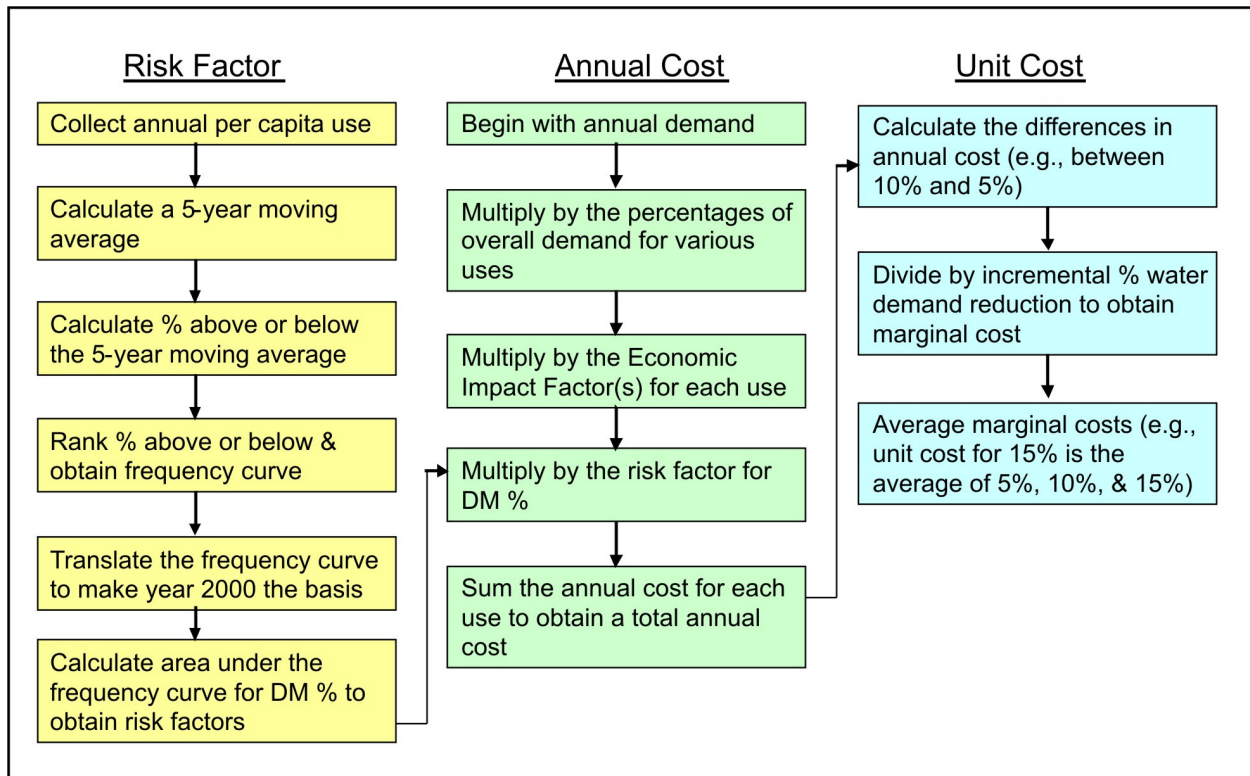 Risk Factor
Collect annual per capita use
Calculate a 5-year moving
average
Calculate % above or below
the 5-year moving average
Rank % above or below &
obtain frequency curve
Translate the frequency curve
to make year 2000 the basis
Calculate area under the
frequency curve for DM % to
obtain risk factors
Annual Cost
Begin with annual demand
Multiply by the percentages of
overall demand for various
uses
Multiply by the Economic
Impact Factor(s) for each use
Multiply by the risk factor for
DM %
Sum the annual cost for each
use to obtain a total annual
cost
Unit Cost
Calculate the differences in
annual cost (e.g., between
10% and 5%)
Divide by incremental % water
demand reduction to obtain
marginal cost
Average marginal costs (e.g.,
unit cost for 15% is the
average of 5%, 10%, & 15%)